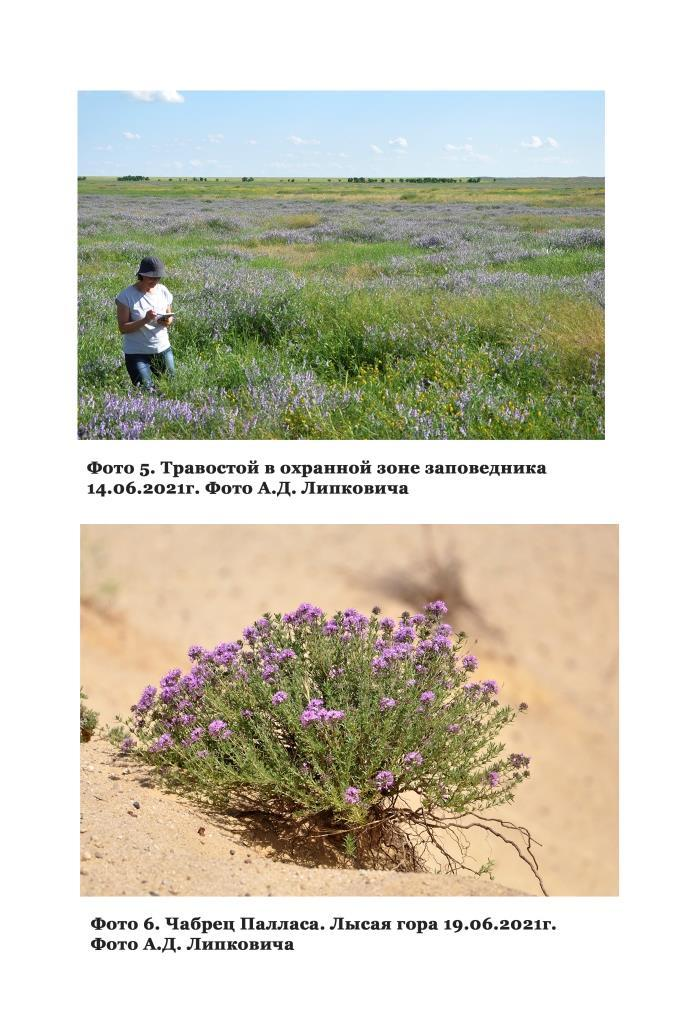 Фото 5. Травостой в охранной зоне заповедника
14.06.2021г. Фото А.Д. Липковича
Фото 6. Чабрец Палласа. Лысая гора 19.06.2021г.
Фото А.Д. Липковича